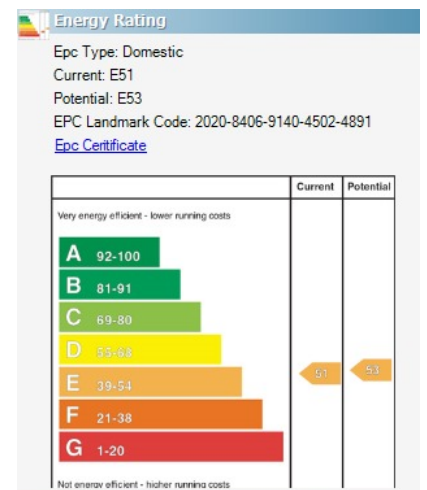 Energy Rating
Epc Type: Domestic
Current: E51
Potential: E53
EPC Landmark Code: 2020-8406-9140-4502-4891
Epc Certificate
Current Potential
Very energy efficient - lower running costs
A 92-100
B 81-91
C 69-80
D 55-68
E 39-54
51 53
F 21-38
G 1-20
Not energy efficient - higher running costs